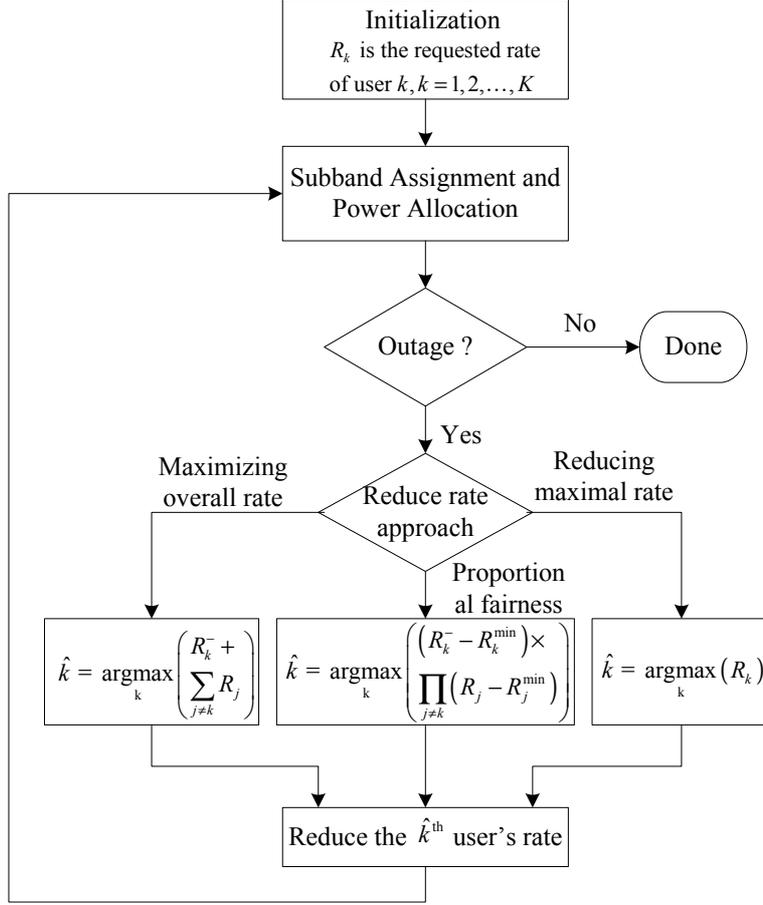 Initialization
R_k is the requested rate
of user k, k = 1, 2, ..., K
Subband Assignment and
Power Allocation
Outage ?
No
Done
Yes
Maximizing
overall rate
Reduce rate
approach
Reducing
maximal rate
Proportion
al fairness
k̂ = argmax_k ( R_k^- + ∑_{j≠k} R_j )
k̂ = argmax_k ( (R_k^- − R_k^min) × ∏_{j≠k} (R_j − R_j^min) )
k̂ = argmax_k (R_k)
Reduce the k̂^th user's rate